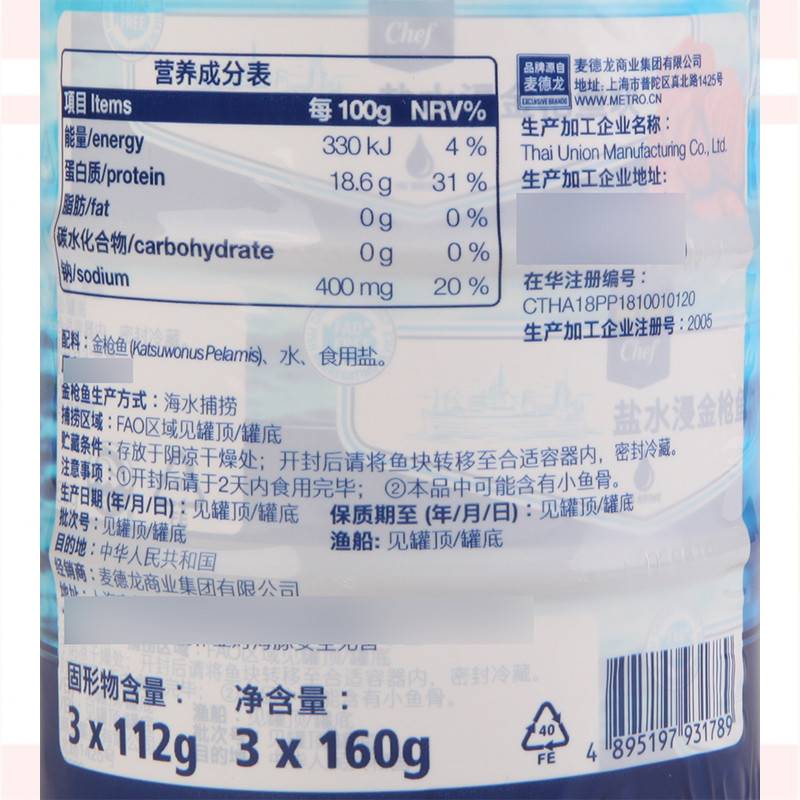 Chef
营养成分表
项目 Items 每 100g NRV%
能量/energy 330 kJ 4 %
蛋白质/protein 18.6 g 31 %
脂肪/fat 0 g 0 %
碳水化合物/carbohydrate 0 g 0 %
钠/sodium 400 mg 20 %
品牌源自
麦德龙
EXCLUSIVE BRANDS
麦德龙商业集团有限公司
地址：上海市普陀区真北路1425号
WWW.METRO.CN
生产加工企业名称：
Thai Union Manufacturing Co., Ltd.
生产加工企业地址：
在华注册编号：
CTHA18PP1810010120
生产加工企业注册号：2005
Chef
盐水浸金枪鱼
配料：金枪鱼(Katsuwonus Pelamis)、水、食用盐。
金枪鱼生产方式：海水捕捞
捕捞区域：FAO区域见罐顶/罐底
贮藏条件：存放于阴凉干燥处；开封后请将鱼块转移至合适容器内，密封冷藏。
注意事项：①开封后请于2天内食用完毕；②本品中可能含有小鱼骨。
生产日期 (年/月/日)：见罐顶/罐底 保质期至 (年/月/日)：见罐顶/罐底
批次号：见罐顶/罐底 渔船: 见罐顶/罐底
目的地：中华人民共和国
经销商：麦德龙商业集团有限公司
固形物含量： 净含量：
3 x 112g 3 x 160g
40
FE
4 895197 931789